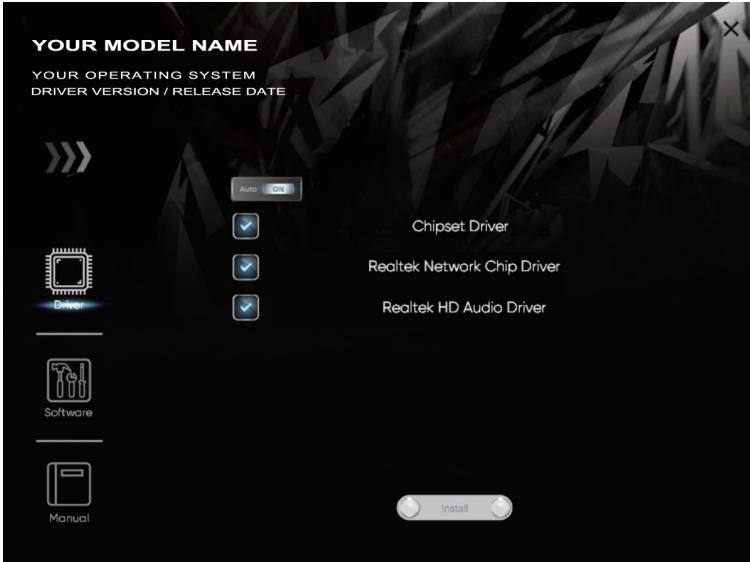 YOUR MODEL NAME
YOUR OPERATING SYSTEM
DRIVER VERSION / RELEASE DATE
Auto ON
Chipset Driver
Realtek Network Chip Driver
Realtek HD Audio Driver
Driver
Software
Manual
Install